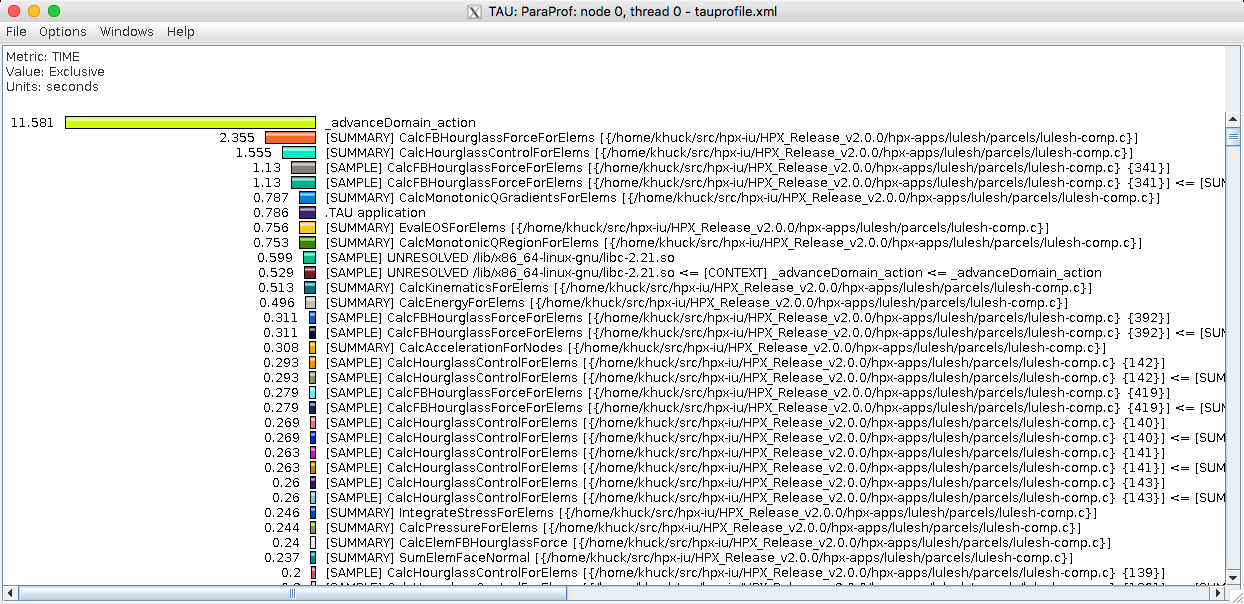 TAU: ParaProf: node 0, thread 0 - tauprofile.xml
File Options Windows Help
Metric: TIME
Value: Exclusive
Units: seconds
11.581 _advanceDomain_action
2.355 [SUMMARY] CalcFBHourglassForceForElems [{/home/khuck/src/hpx-iu/HPX_Release_v2.0.0/hpx-apps/lulesh/parcels/lulesh-comp.c}]
1.555 [SUMMARY] CalcHourglassControlForElems [{/home/khuck/src/hpx-iu/HPX_Release_v2.0.0/hpx-apps/lulesh/parcels/lulesh-comp.c}]
1.13 [SAMPLE] CalcFBHourglassForceForElems [{/home/khuck/src/hpx-iu/HPX_Release_v2.0.0/hpx-apps/lulesh/parcels/lulesh-comp.c} {341}]
1.13 [SAMPLE] CalcFBHourglassForceForElems [{/home/khuck/src/hpx-iu/HPX_Release_v2.0.0/hpx-apps/lulesh/parcels/lulesh-comp.c} {341}] <= [SUM
0.787 [SUMMARY] CalcMonotonicQGradientsForElems [{/home/khuck/src/hpx-iu/HPX_Release_v2.0.0/hpx-apps/lulesh/parcels/lulesh-comp.c}]
0.786 .TAU application
0.756 [SUMMARY] EvalEOSForElems [{/home/khuck/src/hpx-iu/HPX_Release_v2.0.0/hpx-apps/lulesh/parcels/lulesh-comp.c}]
0.753 [SUMMARY] CalcMonotonicQRegionForElems [{/home/khuck/src/hpx-iu/HPX_Release_v2.0.0/hpx-apps/lulesh/parcels/lulesh-comp.c}]
0.599 [SAMPLE] UNRESOLVED /lib/x86_64-linux-gnu/libc-2.21.so
0.529 [SAMPLE] UNRESOLVED /lib/x86_64-linux-gnu/libc-2.21.so <= [CONTEXT] _advanceDomain_action <= _advanceDomain_action
0.513 [SUMMARY] CalcKinematicsForElems [{/home/khuck/src/hpx-iu/HPX_Release_v2.0.0/hpx-apps/lulesh/parcels/lulesh-comp.c}]
0.496 [SUMMARY] CalcEnergyForElems [{/home/khuck/src/hpx-iu/HPX_Release_v2.0.0/hpx-apps/lulesh/parcels/lulesh-comp.c}]
0.311 [SAMPLE] CalcFBHourglassForceForElems [{/home/khuck/src/hpx-iu/HPX_Release_v2.0.0/hpx-apps/lulesh/parcels/lulesh-comp.c} {392}]
0.311 [SAMPLE] CalcFBHourglassForceForElems [{/home/khuck/src/hpx-iu/HPX_Release_v2.0.0/hpx-apps/lulesh/parcels/lulesh-comp.c} {392}] <= [SUM
0.308 [SUMMARY] CalcAccelerationForNodes [{/home/khuck/src/hpx-iu/HPX_Release_v2.0.0/hpx-apps/lulesh/parcels/lulesh-comp.c}]
0.293 [SAMPLE] CalcHourglassControlForElems [{/home/khuck/src/hpx-iu/HPX_Release_v2.0.0/hpx-apps/lulesh/parcels/lulesh-comp.c} {142}]
0.293 [SAMPLE] CalcHourglassControlForElems [{/home/khuck/src/hpx-iu/HPX_Release_v2.0.0/hpx-apps/lulesh/parcels/lulesh-comp.c} {142}] <= [SUM
0.279 [SAMPLE] CalcFBHourglassForceForElems [{/home/khuck/src/hpx-iu/HPX_Release_v2.0.0/hpx-apps/lulesh/parcels/lulesh-comp.c} {419}]
0.279 [SAMPLE] CalcFBHourglassForceForElems [{/home/khuck/src/hpx-iu/HPX_Release_v2.0.0/hpx-apps/lulesh/parcels/lulesh-comp.c} {419}] <= [SUM
0.269 [SAMPLE] CalcHourglassControlForElems [{/home/khuck/src/hpx-iu/HPX_Release_v2.0.0/hpx-apps/lulesh/parcels/lulesh-comp.c} {140}]
0.269 [SAMPLE] CalcHourglassControlForElems [{/home/khuck/src/hpx-iu/HPX_Release_v2.0.0/hpx-apps/lulesh/parcels/lulesh-comp.c} {140}] <= [SUM
0.263 [SAMPLE] CalcHourglassControlForElems [{/home/khuck/src/hpx-iu/HPX_Release_v2.0.0/hpx-apps/lulesh/parcels/lulesh-comp.c} {141}]
0.263 [SAMPLE] CalcHourglassControlForElems [{/home/khuck/src/hpx-iu/HPX_Release_v2.0.0/hpx-apps/lulesh/parcels/lulesh-comp.c} {141}] <= [SUM
0.26 [SAMPLE] CalcHourglassControlForElems [{/home/khuck/src/hpx-iu/HPX_Release_v2.0.0/hpx-apps/lulesh/parcels/lulesh-comp.c} {143}]
0.26 [SAMPLE] CalcHourglassControlForElems [{/home/khuck/src/hpx-iu/HPX_Release_v2.0.0/hpx-apps/lulesh/parcels/lulesh-comp.c} {143}] <= [SUM
0.246 [SUMMARY] IntegrateStressForElems [{/home/khuck/src/hpx-iu/HPX_Release_v2.0.0/hpx-apps/lulesh/parcels/lulesh-comp.c}]
0.244 [SUMMARY] CalcPressureForElems [{/home/khuck/src/hpx-iu/HPX_Release_v2.0.0/hpx-apps/lulesh/parcels/lulesh-comp.c}]
0.24 [SUMMARY] CalcElemFBHourglassForce [{/home/khuck/src/hpx-iu/HPX_Release_v2.0.0/hpx-apps/lulesh/parcels/lulesh-comp.c}]
0.237 [SUMMARY] SumElemFaceNormal [{/home/khuck/src/hpx-iu/HPX_Release_v2.0.0/hpx-apps/lulesh/parcels/lulesh-comp.c}]
0.2 [SAMPLE] CalcHourglassControlForElems [{/home/khuck/src/hpx-iu/HPX_Release_v2.0.0/hpx-apps/lulesh/parcels/lulesh-comp.c} {139}]